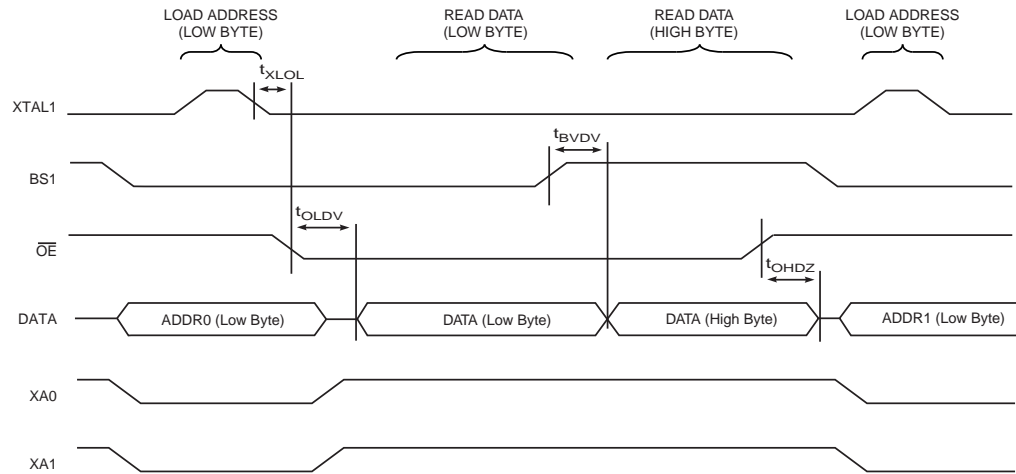 LOAD ADDRESS
(LOW BYTE)
READ DATA
(LOW BYTE)
READ DATA
(HIGH BYTE)
LOAD ADDRESS
(LOW BYTE)
tXLOL
XTAL1
tBVDV
BS1
tOLDV
OE
tOHDZ
DATA
ADDR0 (Low Byte)
DATA (Low Byte)
DATA (High Byte)
ADDR1 (Low Byte)
XA0
XA1